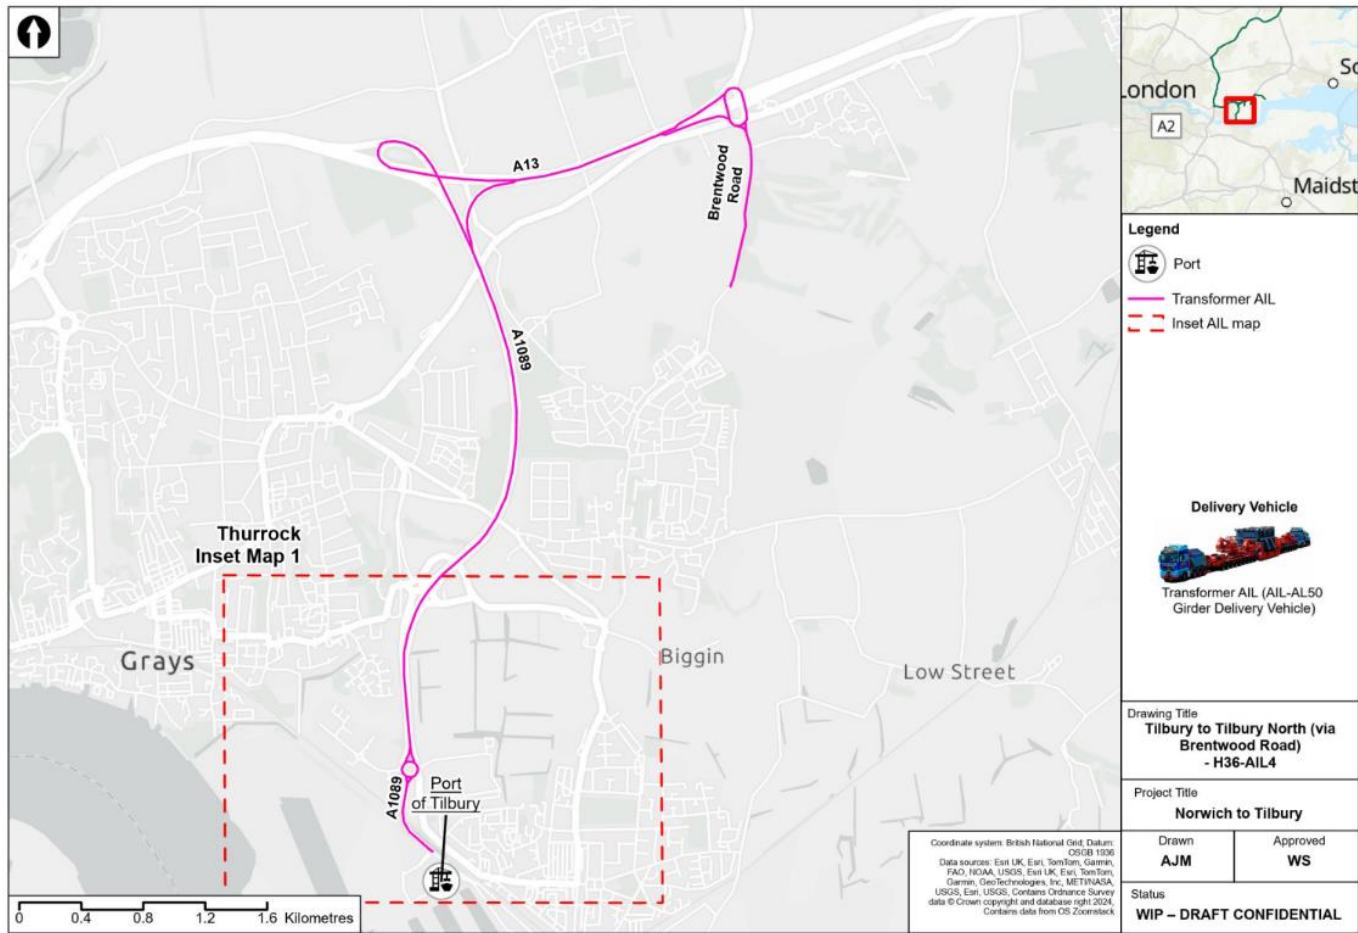 A13
Brentwood
Road
A1089
Thurrock
Inset Map 1
Grays
Biggin
Low Street
A1089
Port
of Tilbury
0 0.4 0.8 1.2 1.6 Kilometres
Coordinate system: British National Grid; Datum:
OSGB 1936
Data sources: Esri UK, Esri, TomTom, Garmin,
FAO, NOAA, USGS, Esri UK, Esri, TomTom,
Garmin, GeoTechnologies, Inc, METI/NASA,
USGS, Esri, USGS, Contains Ordnance Survey
data © Crown copyright and database right 2024,
Contains data from OS Zoomstack
London
A2
So
Maidst
Legend
Port
Transformer AIL
Inset AIL map
Delivery Vehicle
Transformer AIL (AIL-AL50
Girder Delivery Vehicle)
Drawing Title
Tilbury to Tilbury North (via
Brentwood Road)
- H36-AIL4
Project Title
Norwich to Tilbury
Drawn
AJM
Approved
WS
Status
WIP – DRAFT CONFIDENTIAL